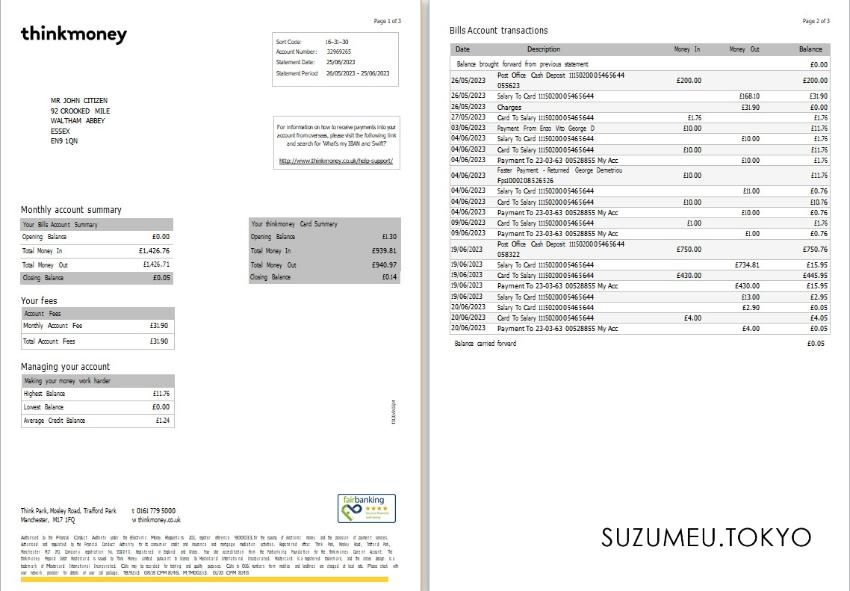 Page 1 of 3
thinkmoney
Sort Code: 16-31-30
Account Number: 32969265
Statement Date: 25/06/2023
Statement Period: 26/05/2023 - 25/06/2023
MR JOHN CITIZEN
92 CROOKED MILE
WALTHAM ABBEY
ESSEX
EN9 1QN
For information on how to receive payments into your
account from overseas, please visit the following link
and search for 'What's my IBAN and Swift?'
http://www.thinkmoney.co.uk/help-support/
Monthly account summary
Your Bills Account Summary
Opening Balance £0.00
Total Money In £1,426.76
Total Money Out £1,426.71
Closing Balance £0.05
Your thinkmoney Card Summary
Opening Balance £1.30
Total Money In £939.81
Total Money Out £940.97
Closing Balance £0.14
Your fees
Account Fees
Monthly Account Fee £31.90
Total Account Fees £31.90
Managing your account
Making your money work harder
Highest Balance £11.76
Lowest Balance £0.00
Average Credit Balance £1.24
Think Park, Mosley Road, Trafford Park
Manchester, M17 1FQ
t 0161 779 5000
w thinkmoney.co.uk
fairbanking
Page 2 of 3
Bills Account transactions
Date Description Money In Money Out Balance
Balance brought forward from previous statement £0.00
26/05/2023 Post Office Cash Deposit 1115020005465644 £200.00 £200.00
055623
26/05/2023 Salary To Card 11150200005465644 £168.10 £31.90
26/05/2023 Charges £31.90 £0.00
27/05/2023 Card To Salary 11150200005465644 £1.76 £1.76
03/06/2023 Payment From Enzo Vito George D £10.00 £11.76
04/06/2023 Salary To Card 11150200005465644 £10.00 £1.76
04/06/2023 Card To Salary 11150200005465644 £10.00 £11.76
04/06/2023 Payment To 23-03-63 00528855 My Acc £10.00 £1.76
04/06/2023 Faster Payment - Returned George Demetriou £10.00 £11.76
Fps1000208526526
04/06/2023 Salary To Card 11150200005465644 £11.00 £0.76
04/06/2023 Card To Salary 11150200005465644 £10.00 £10.76
04/06/2023 Payment To 23-03-63 00528855 My Acc £10.00 £0.76
09/06/2023 Card To Salary 11150200005465644 £1.00 £1.76
09/06/2023 Payment To 23-03-63 00528855 My Acc £1.00 £0.76
19/06/2023 Post Office Cash Deposit 11150200005465644 £750.00 £750.76
058322
19/06/2023 Salary To Card 11150200005465644 £734.81 £15.95
19/06/2023 Card To Salary 11150200005465644 £430.00 £445.95
19/06/2023 Payment To 23-03-63 00528855 My Acc £430.00 £15.95
19/06/2023 Salary To Card 11150200005465644 £13.00 £2.95
20/06/2023 Salary To Card 11150200005465644 £2.90 £0.05
20/06/2023 Card To Salary 11150200005465644 £4.00 £4.05
20/06/2023 Payment To 23-03-63 00528855 My Acc £4.00 £0.05
Balance carried forward £0.05
SUZUMEU.TOKYO